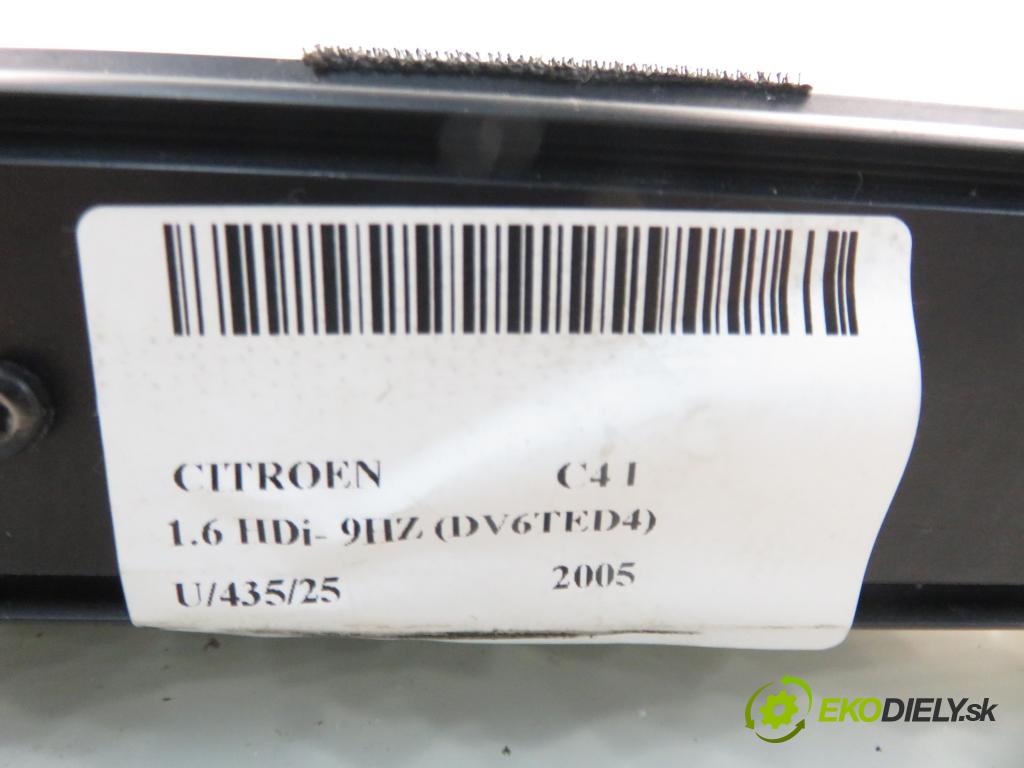 CITROEN C4 I
1.6 HDi- 9HZ (DV6TED4)
U/435/25 2005
EKODIELY.sk